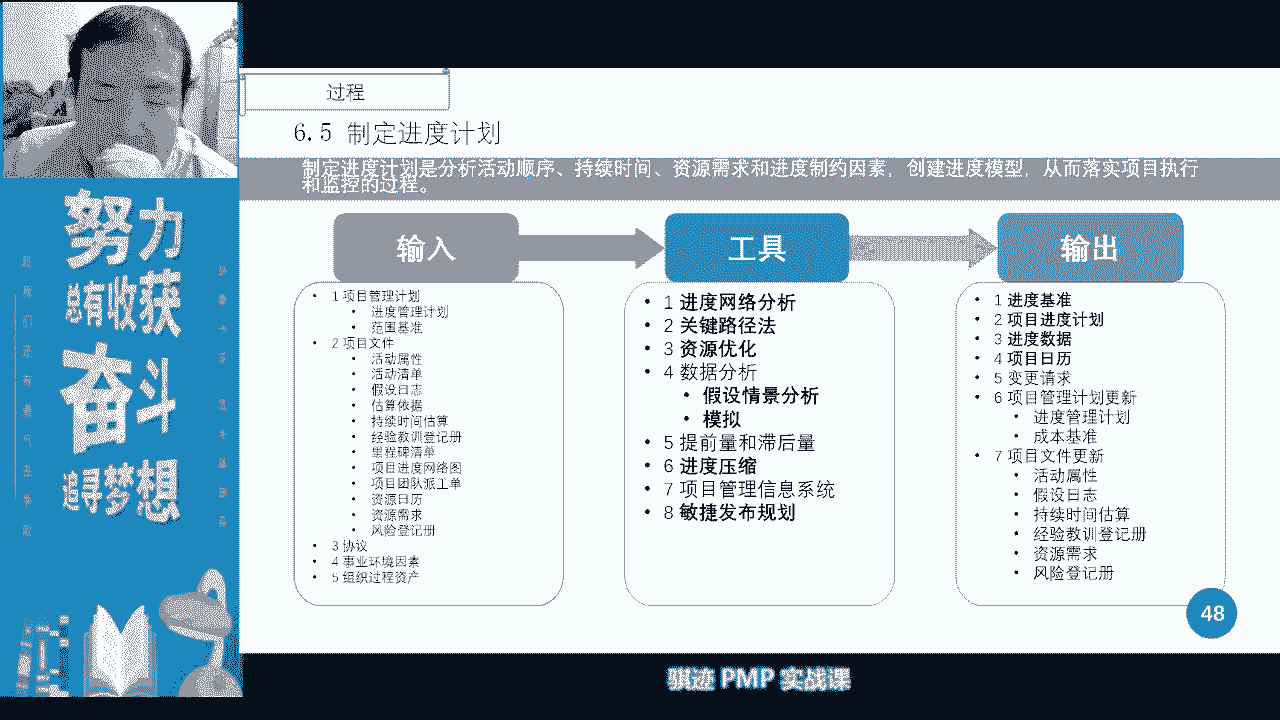 过程
6.5 制定进度计划
制定进度计划是分析活动顺序、持续时间、资源需求和进度制约因素，创建进度模型，从而落实项目执行
和监控的过程。
努力
总有收获
奋斗
追寻梦想
输入
1 项目管理计划
进度管理计划
范围基准
2 项目文件
活动属性
活动清单
假设日志
估算依据
持续时间估算
经验教训登记册
里程碑清单
项目进度网络图
项目团队派工单
资源日历
资源需求
风险登记册
3 协议
4 事业环境因素
5 组织过程资产
工具
1 进度网络分析
2 关键路径法
3 资源优化
4 数据分析
假设情景分析
模拟
5 提前量和滞后量
6 进度压缩
7 项目管理信息系统
8 敏捷发布规划
输出
1 进度基准
2 项目进度计划
3 进度数据
4 项目日历
5 变更请求
6 项目管理计划更新
进度管理计划
成本基准
7 项目文件更新
活动属性
假设日志
持续时间估算
经验教训登记册
资源需求
风险登记册
48
骐迹 PMP 实战课